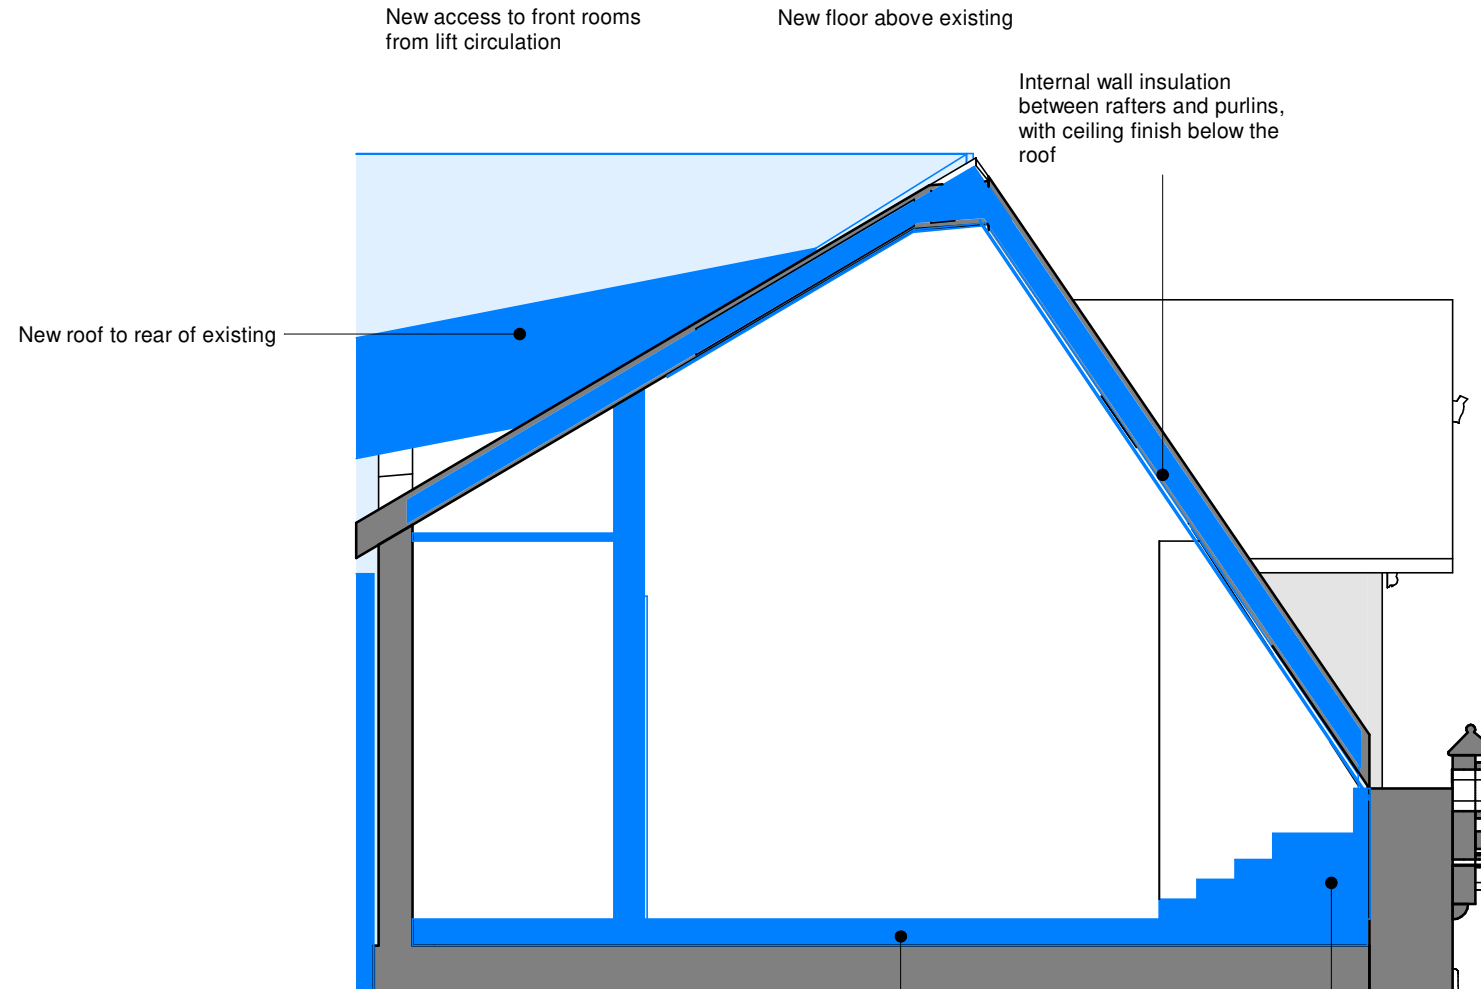 New access to front rooms
from lift circulation
New floor above existing
Internal wall insulation
between rafters and purlins,
with ceiling finish below the
roof
New roof to rear of existing